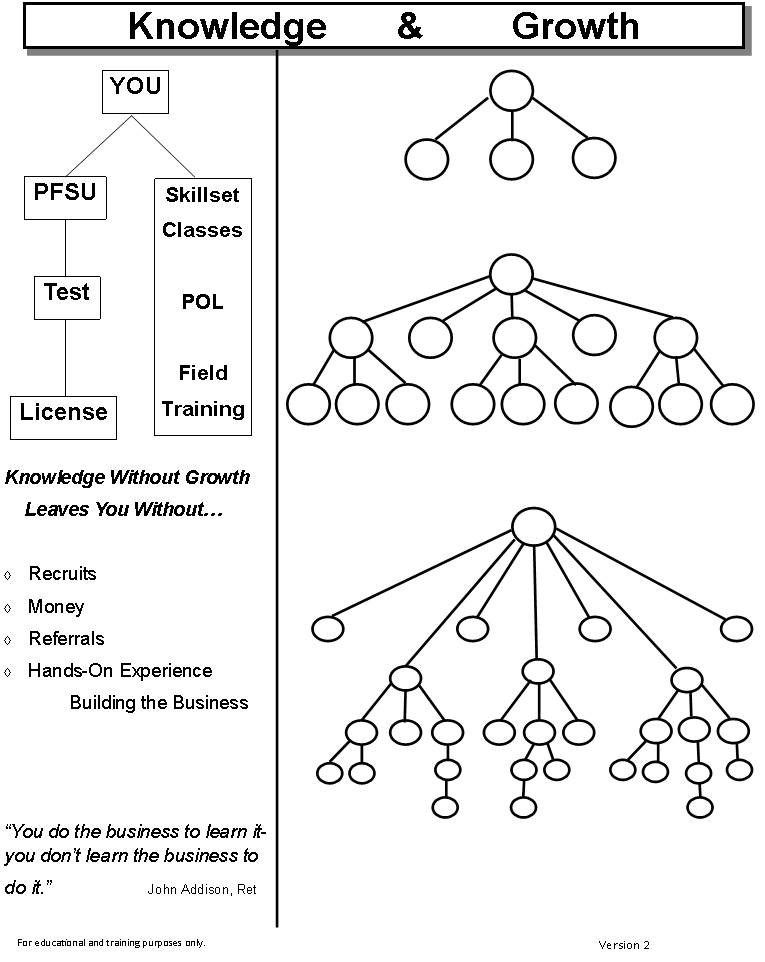 Knowledge & Growth
YOU
PFSU
Test
License
Skillset
Classes
POL
Field
Training
Knowledge Without Growth
Leaves You Without…
◊ Recruits
◊ Money
◊ Referrals
◊ Hands-On Experience
Building the Business
“You do the business to learn it-
you don’t learn the business to
do it.” John Addison, Ret
For educational and training purposes only.
Version 2